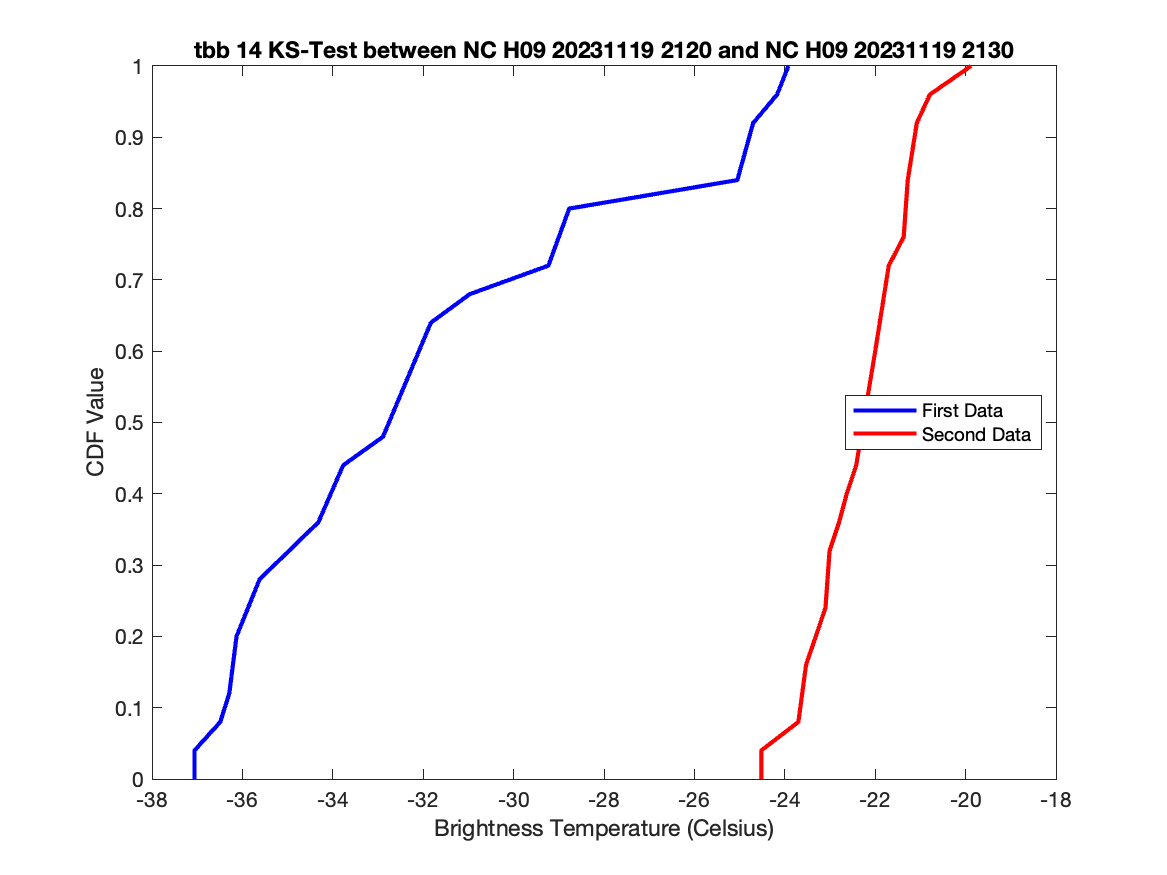 tbb 14 KS-Test between NC H09 20231119 2120 and NC H09 20231119 2130
1
0.9
0.8
0.7
0.6
0.5
0.4
0.3
0.2
0.1
0
CDF Value
First Data
Second Data
-38 -36 -34 -32 -30 -28 -26 -24 -22 -20 -18
Brightness Temperature (Celsius)